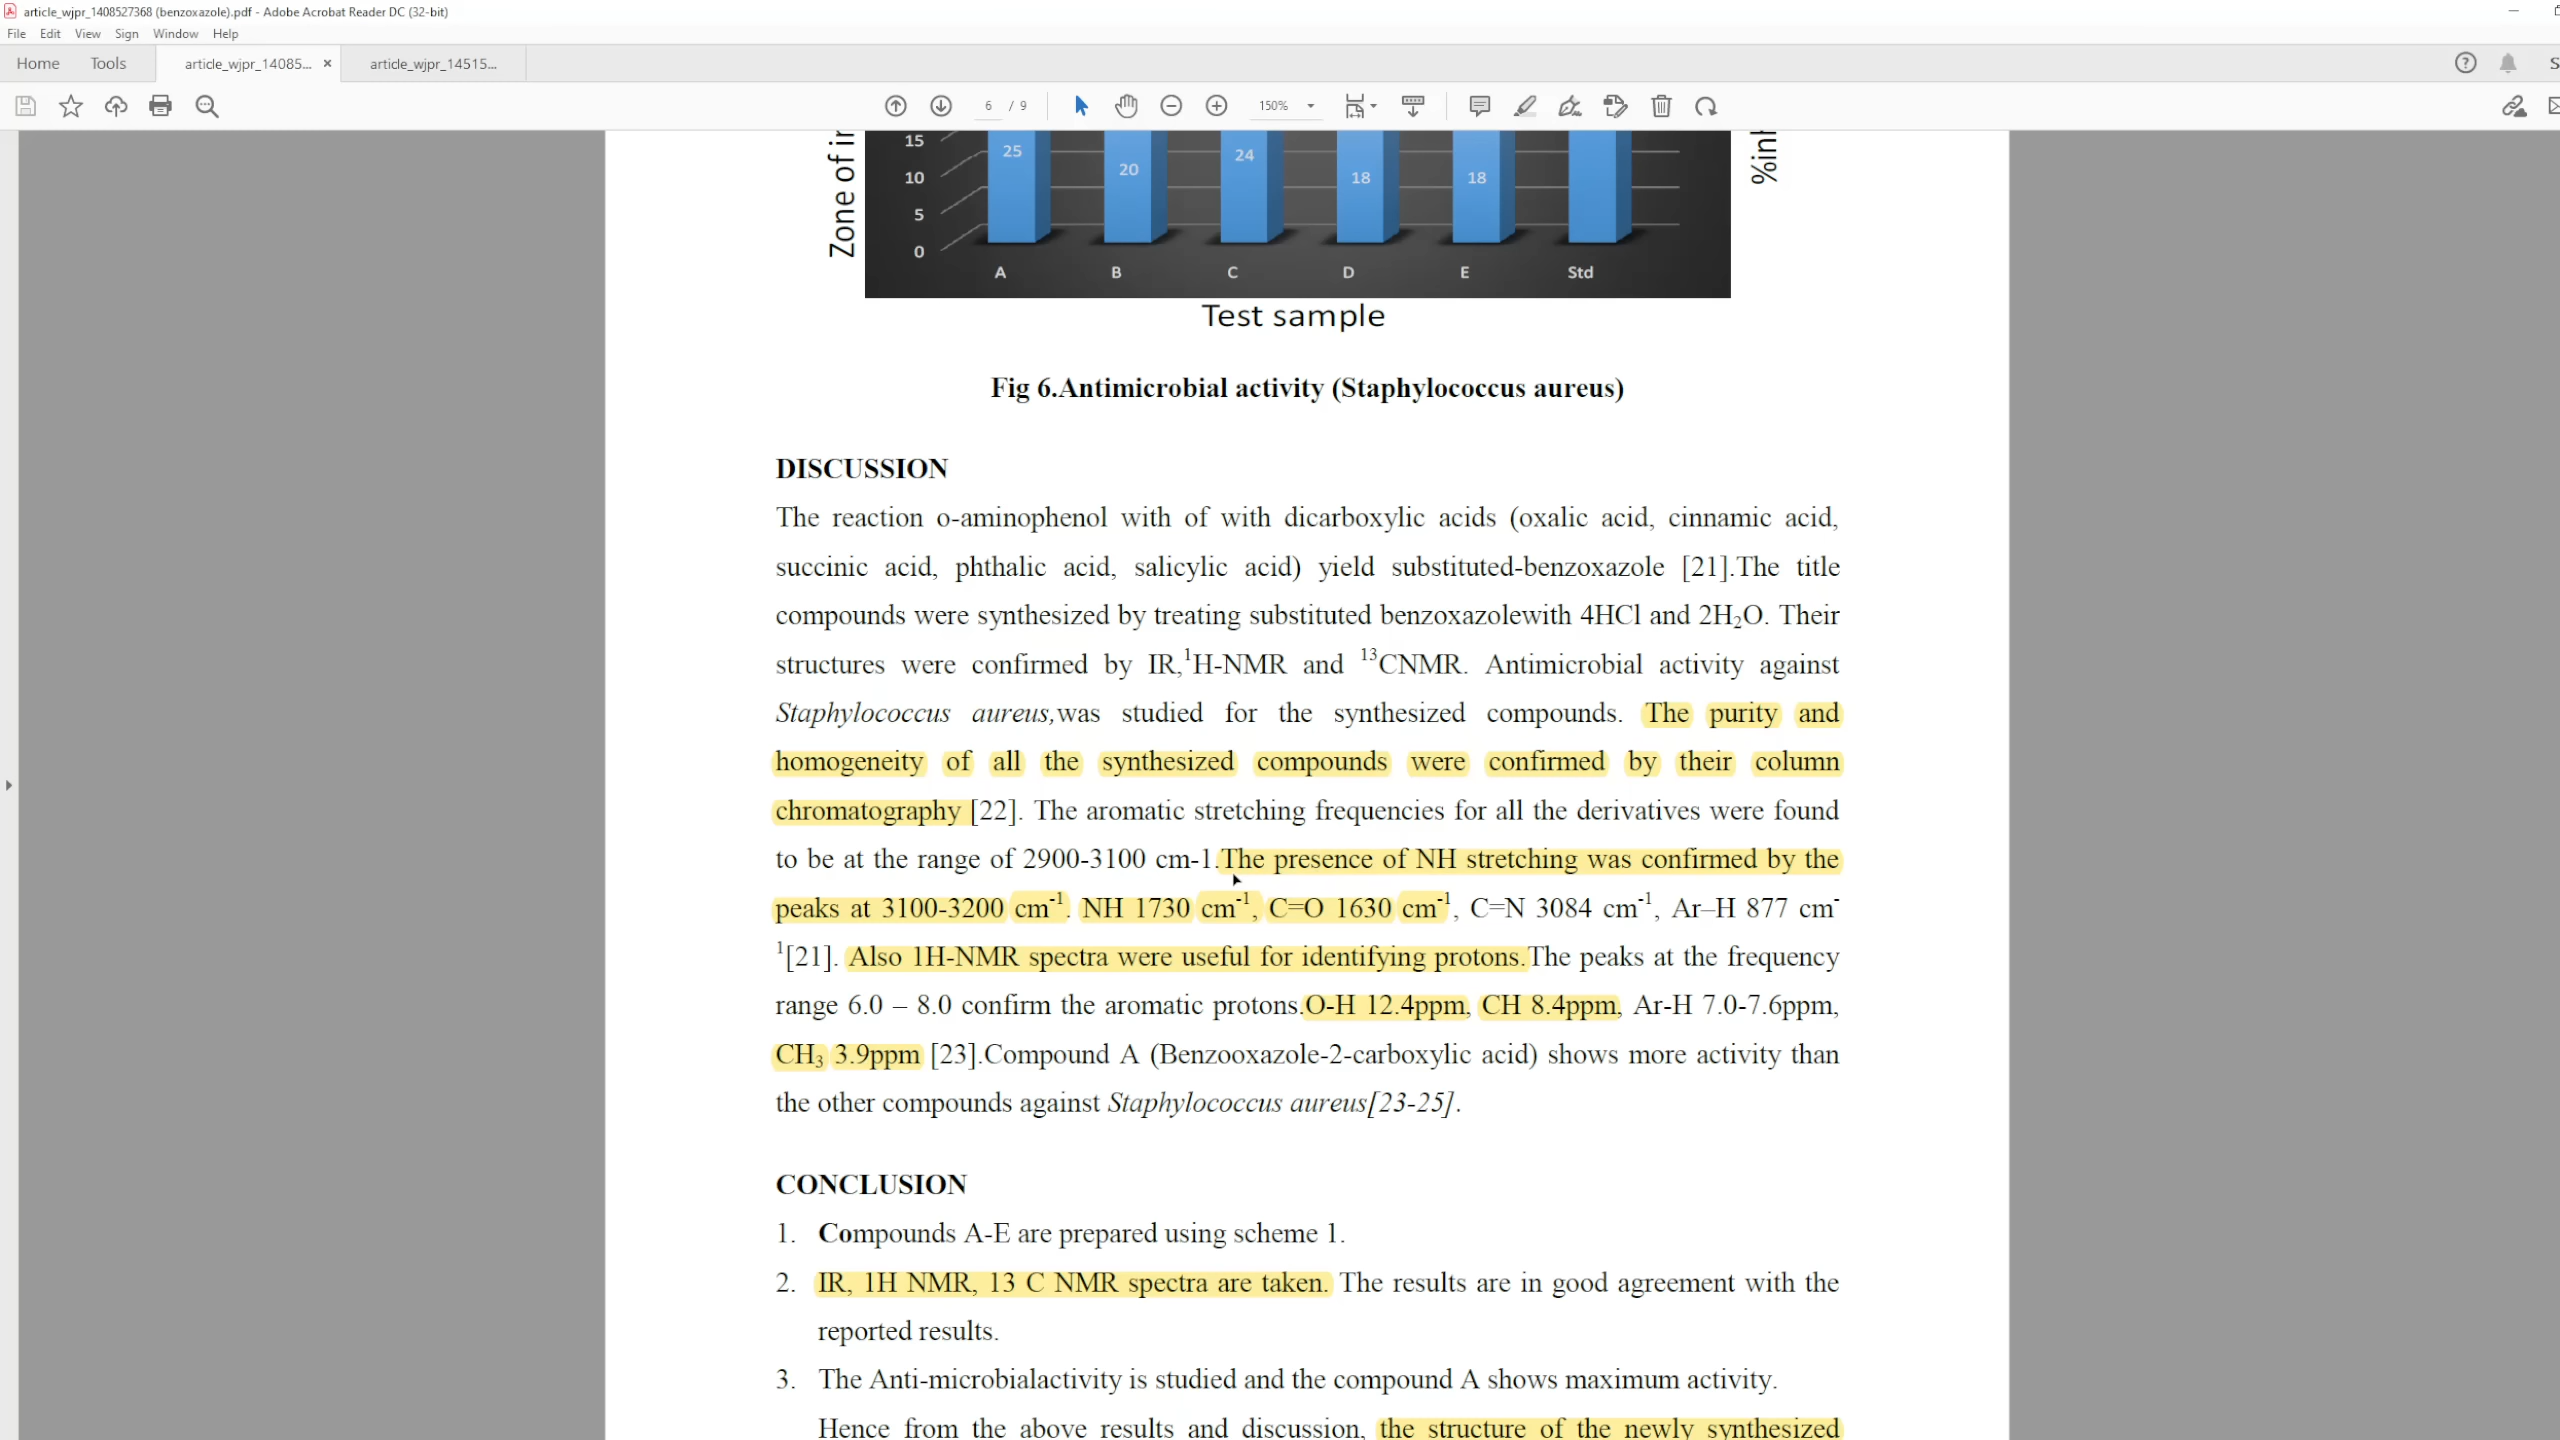 article_wjpr_1408527368 (benzoxazole).pdf - Adobe Acrobat Reader DC (32-bit)
File Edit View Sign Window Help
Home Tools article_wjpr_14085... × article_wjpr_14515...
6 / 9 150%
Zone of in
%inh
15
10
5
0
25 20 24 18 18
A B C D E Std
Test sample
Fig 6.Antimicrobial activity (Staphylococcus aureus)
DISCUSSION
The reaction o-aminophenol with of with dicarboxylic acids (oxalic acid, cinnamic acid,
succinic acid, phthalic acid, salicylic acid) yield substituted-benzoxazole [21].The title
compounds were synthesized by treating substituted benzoxazolewith 4HCl and 2H₂O. Their
structures were confirmed by IR,¹H-NMR and ¹³CNMR. Antimicrobial activity against
Staphylococcus aureus,was studied for the synthesized compounds. The purity and
homogeneity of all the synthesized compounds were confirmed by their column
chromatography [22]. The aromatic stretching frequencies for all the derivatives were found
to be at the range of 2900-3100 cm-1.The presence of NH stretching was confirmed by the
peaks at 3100-3200 cm⁻¹. NH 1730 cm⁻¹, C=O 1630 cm⁻¹, C=N 3084 cm⁻¹, Ar–H 877 cm⁻
¹[21]. Also 1H-NMR spectra were useful for identifying protons.The peaks at the frequency
range 6.0 – 8.0 confirm the aromatic protons.O-H 12.4ppm, CH 8.4ppm, Ar-H 7.0-7.6ppm,
CH₃ 3.9ppm [23].Compound A (Benzooxazole-2-carboxylic acid) shows more activity than
the other compounds against Staphylococcus aureus[23-25].
CONCLUSION
1. Compounds A-E are prepared using scheme 1.
2. IR, 1H NMR, 13 C NMR spectra are taken. The results are in good agreement with the
reported results.
3. The Anti-microbialactivity is studied and the compound A shows maximum activity.
Hence from the above results and discussion, the structure of the newly synthesized